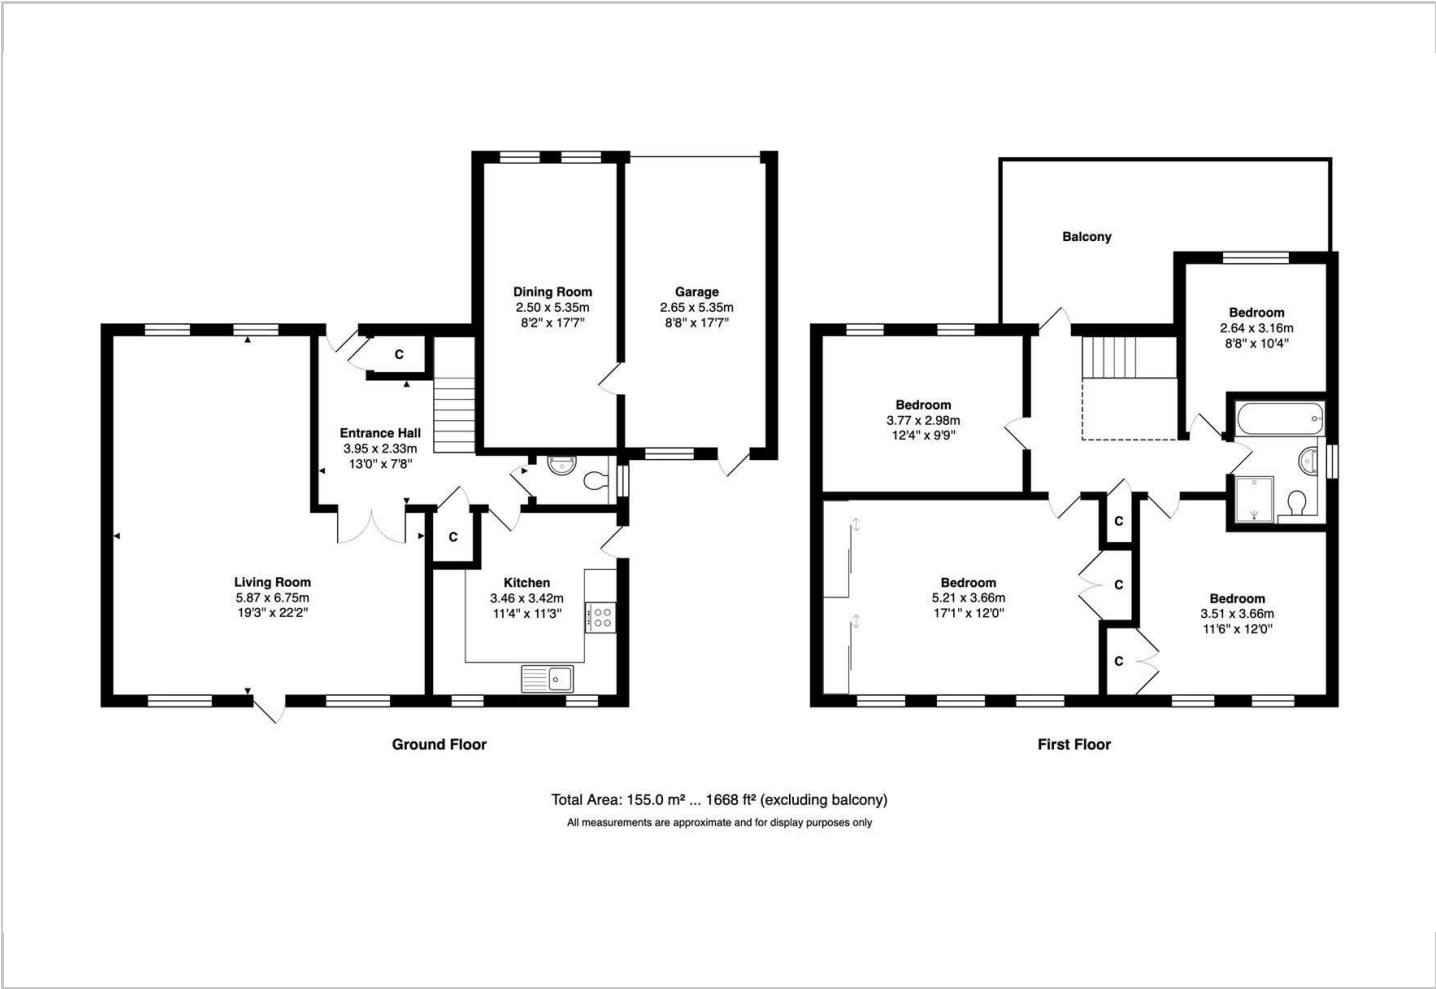 Dining Room
2.50 x 5.35m
8'2" x 17'7"
Garage
2.65 x 5.35m
8'8" x 17'7"
C
Entrance Hall
3.95 x 2.33m
13'0" x 7'8"
C
Living Room
5.87 x 6.75m
19'3" x 22'2"
Kitchen
3.46 x 3.42m
11'4" x 11'3"
Ground Floor
Balcony
Bedroom
2.64 x 3.16m
8'8" x 10'4"
Bedroom
3.77 x 2.98m
12'4" x 9'9"
C
Bedroom
5.21 x 3.66m
17'1" x 12'0"
C
Bedroom
3.51 x 3.66m
11'6" x 12'0"
C
First Floor
Total Area: 155.0 m² ... 1668 ft² (excluding balcony)
All measurements are approximate and for display purposes only